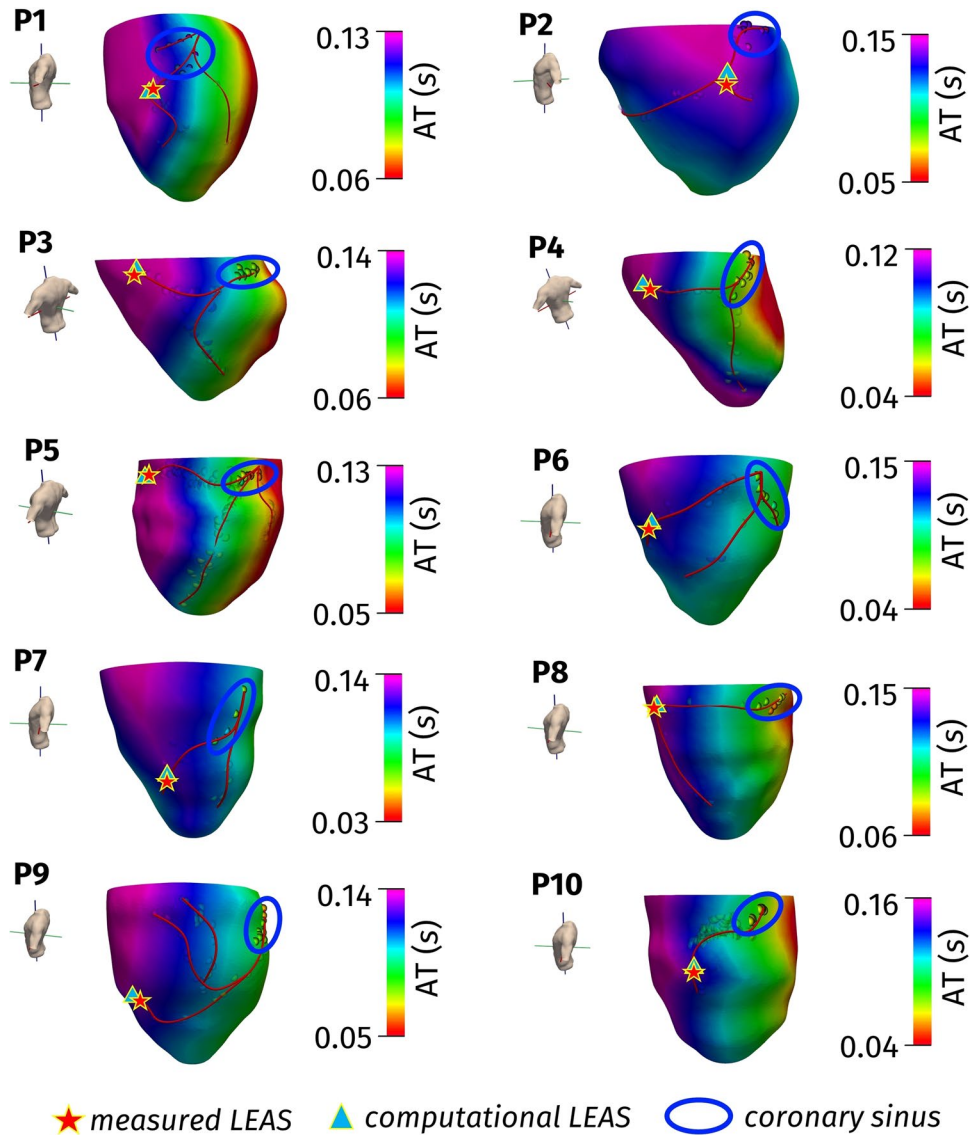 P1
0.13
AT (s)
0.06
P2
0.15
AT (s)
0.05
P3
0.14
AT (s)
0.06
P4
0.12
AT (s)
0.04
P5
0.13
AT (s)
0.05
P6
0.15
AT (s)
0.04
P7
0.14
AT (s)
0.03
P8
0.15
AT (s)
0.06
P9
0.14
AT (s)
0.05
P10
0.16
AT (s)
0.04
measured LEAS computational LEAS coronary sinus